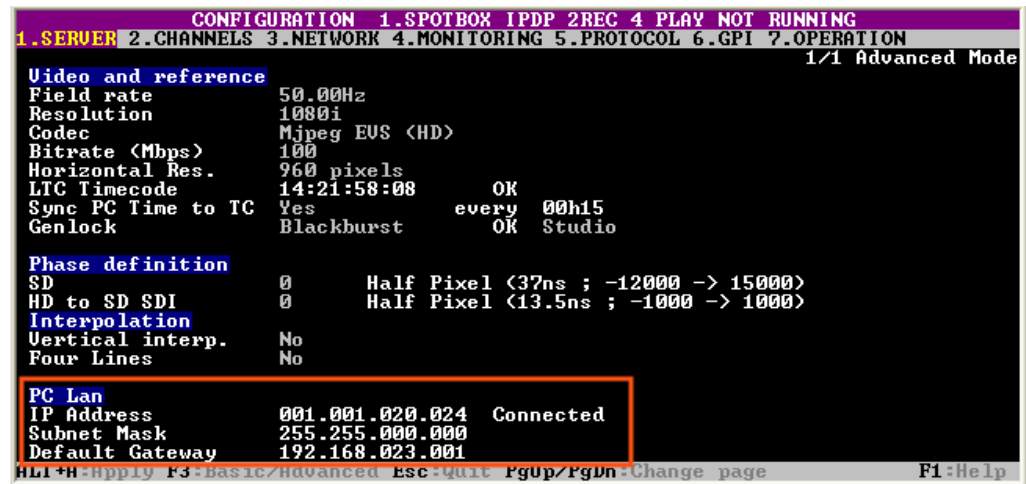 CONFIGURATION 1.SPOTBOX IPDP 2REC 4 PLAY NOT RUNNING
1.SERVER 2.CHANNELS 3.NETWORK 4.MONITORING 5.PROTOCOL 6.GPI 7.OPERATION
1/1 Advanced Mode
Video and reference
Field rate 50.00Hz
Resolution 1080i
Codec Mjpeg EVS (HD)
Bitrate (Mbps) 100
Horizontal Res. 960 pixels
LTC Timecode 14:21:58:08 OK
Sync PC Time to TC Yes every 00h15
Genlock Blackburst OK Studio
Phase definition
SD 0 Half Pixel (37ns ; -12000 -> 15000)
HD to SD SDI 0 Half Pixel (13.5ns ; -1000 -> 1000)
Interpolation
Vertical interp. No
Four Lines No
PC Lan
IP Address 001.001.020.024 Connected
Subnet Mask 255.255.000.000
Default Gateway 192.168.023.001
ALT+A:Apply F3:Basic/Advanced Esc:Quit PgUp/PgDn:Change page F1:Help